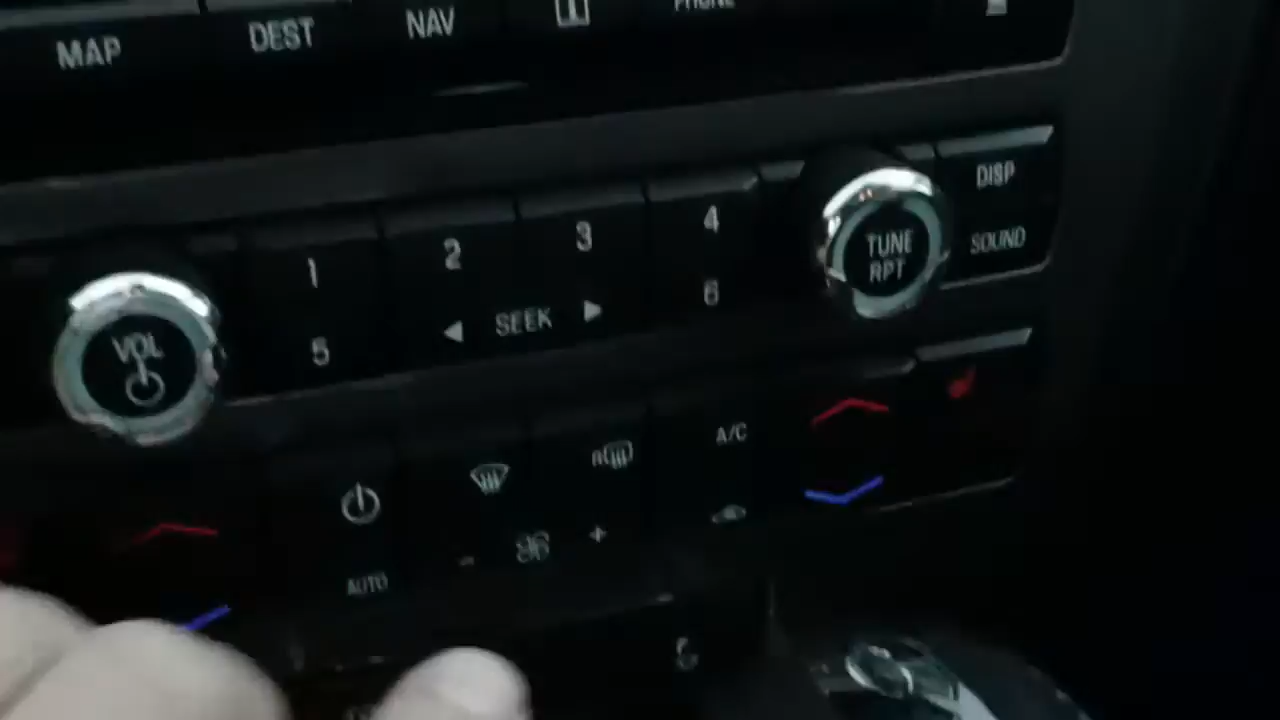 MAP DEST NAV PHONE
1 2 3 4
TUNE
RPT
DISP
SOUND
VOL
5 SEEK 6
A/C
- +
AUTO